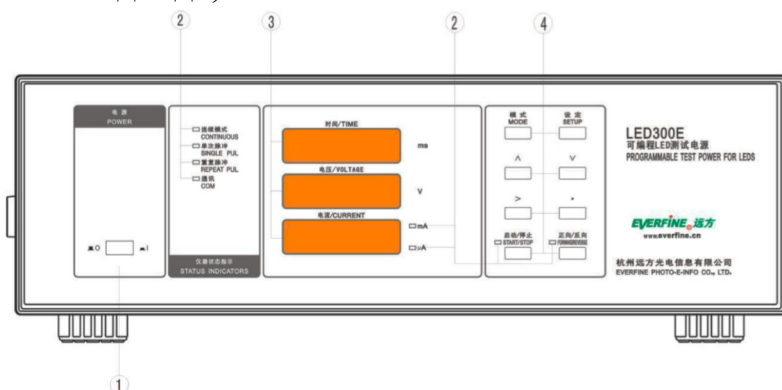 ② ③ ② ④
电源
POWER
O I
连续模式
CONTINUOUS
单次脉冲
SINGLE PUL
重复脉冲
REPEAT PUL
通讯
COM
仪器状态指示
STATUS INDICATORS
时间/TIME
ms
电压/VOLTAGE
V
电流/CURRENT
mA
μA
模式
MODE
设定
SETUP
∧ ∨
> •
启动/停止
START/STOP
正向/反向
FORWARD/REVERSE
LED300E
可编程LED测试电源
PROGRAMMABLE TEST POWER FOR LEDS
EVERFINE 远方
www.everfine.cn
杭州远方光电信息有限公司
EVERFINE PHOTO-E-INFO CO., LTD.
①